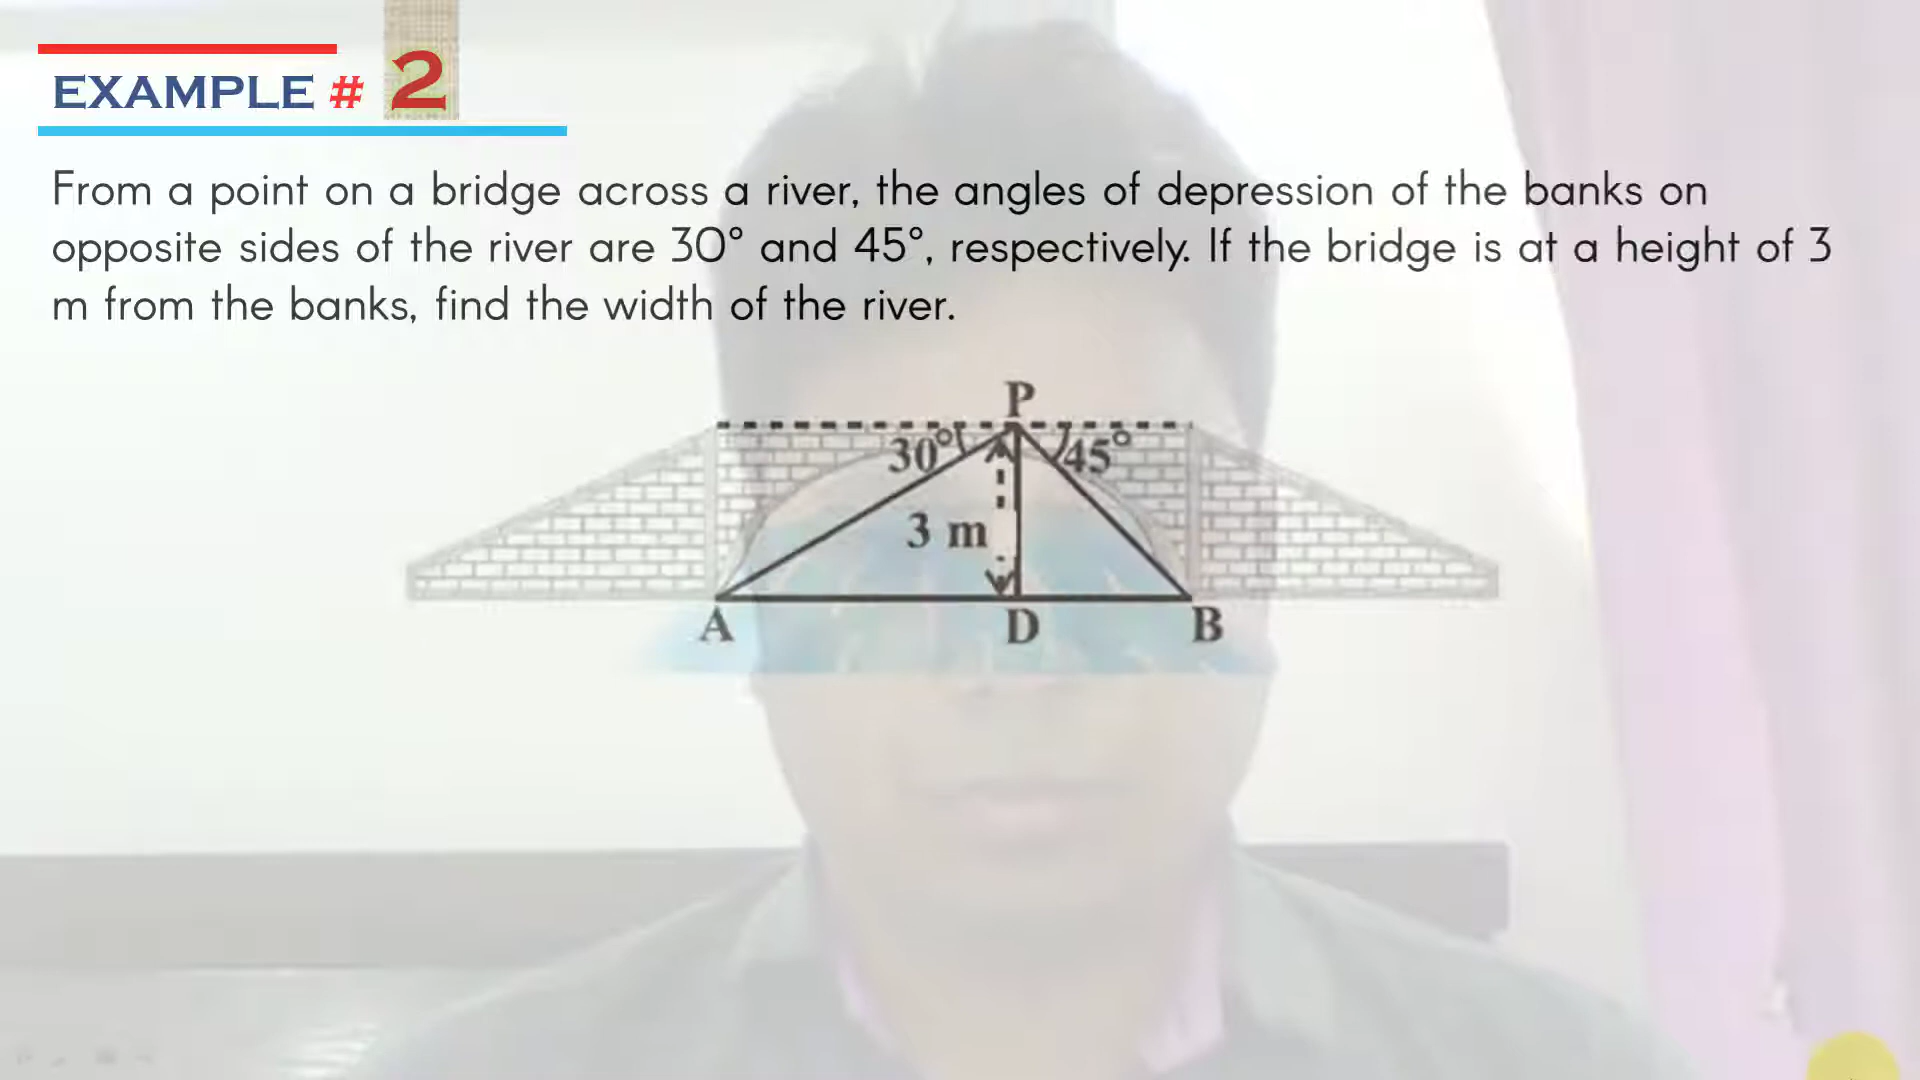 EXAMPLE # 2
From a point on a bridge across a river, the angles of depression of the banks on
opposite sides of the river are 30° and 45°, respectively. If the bridge is at a height of 3
m from the banks, find the width of the river.
P
30° 45°
3 m
A D B